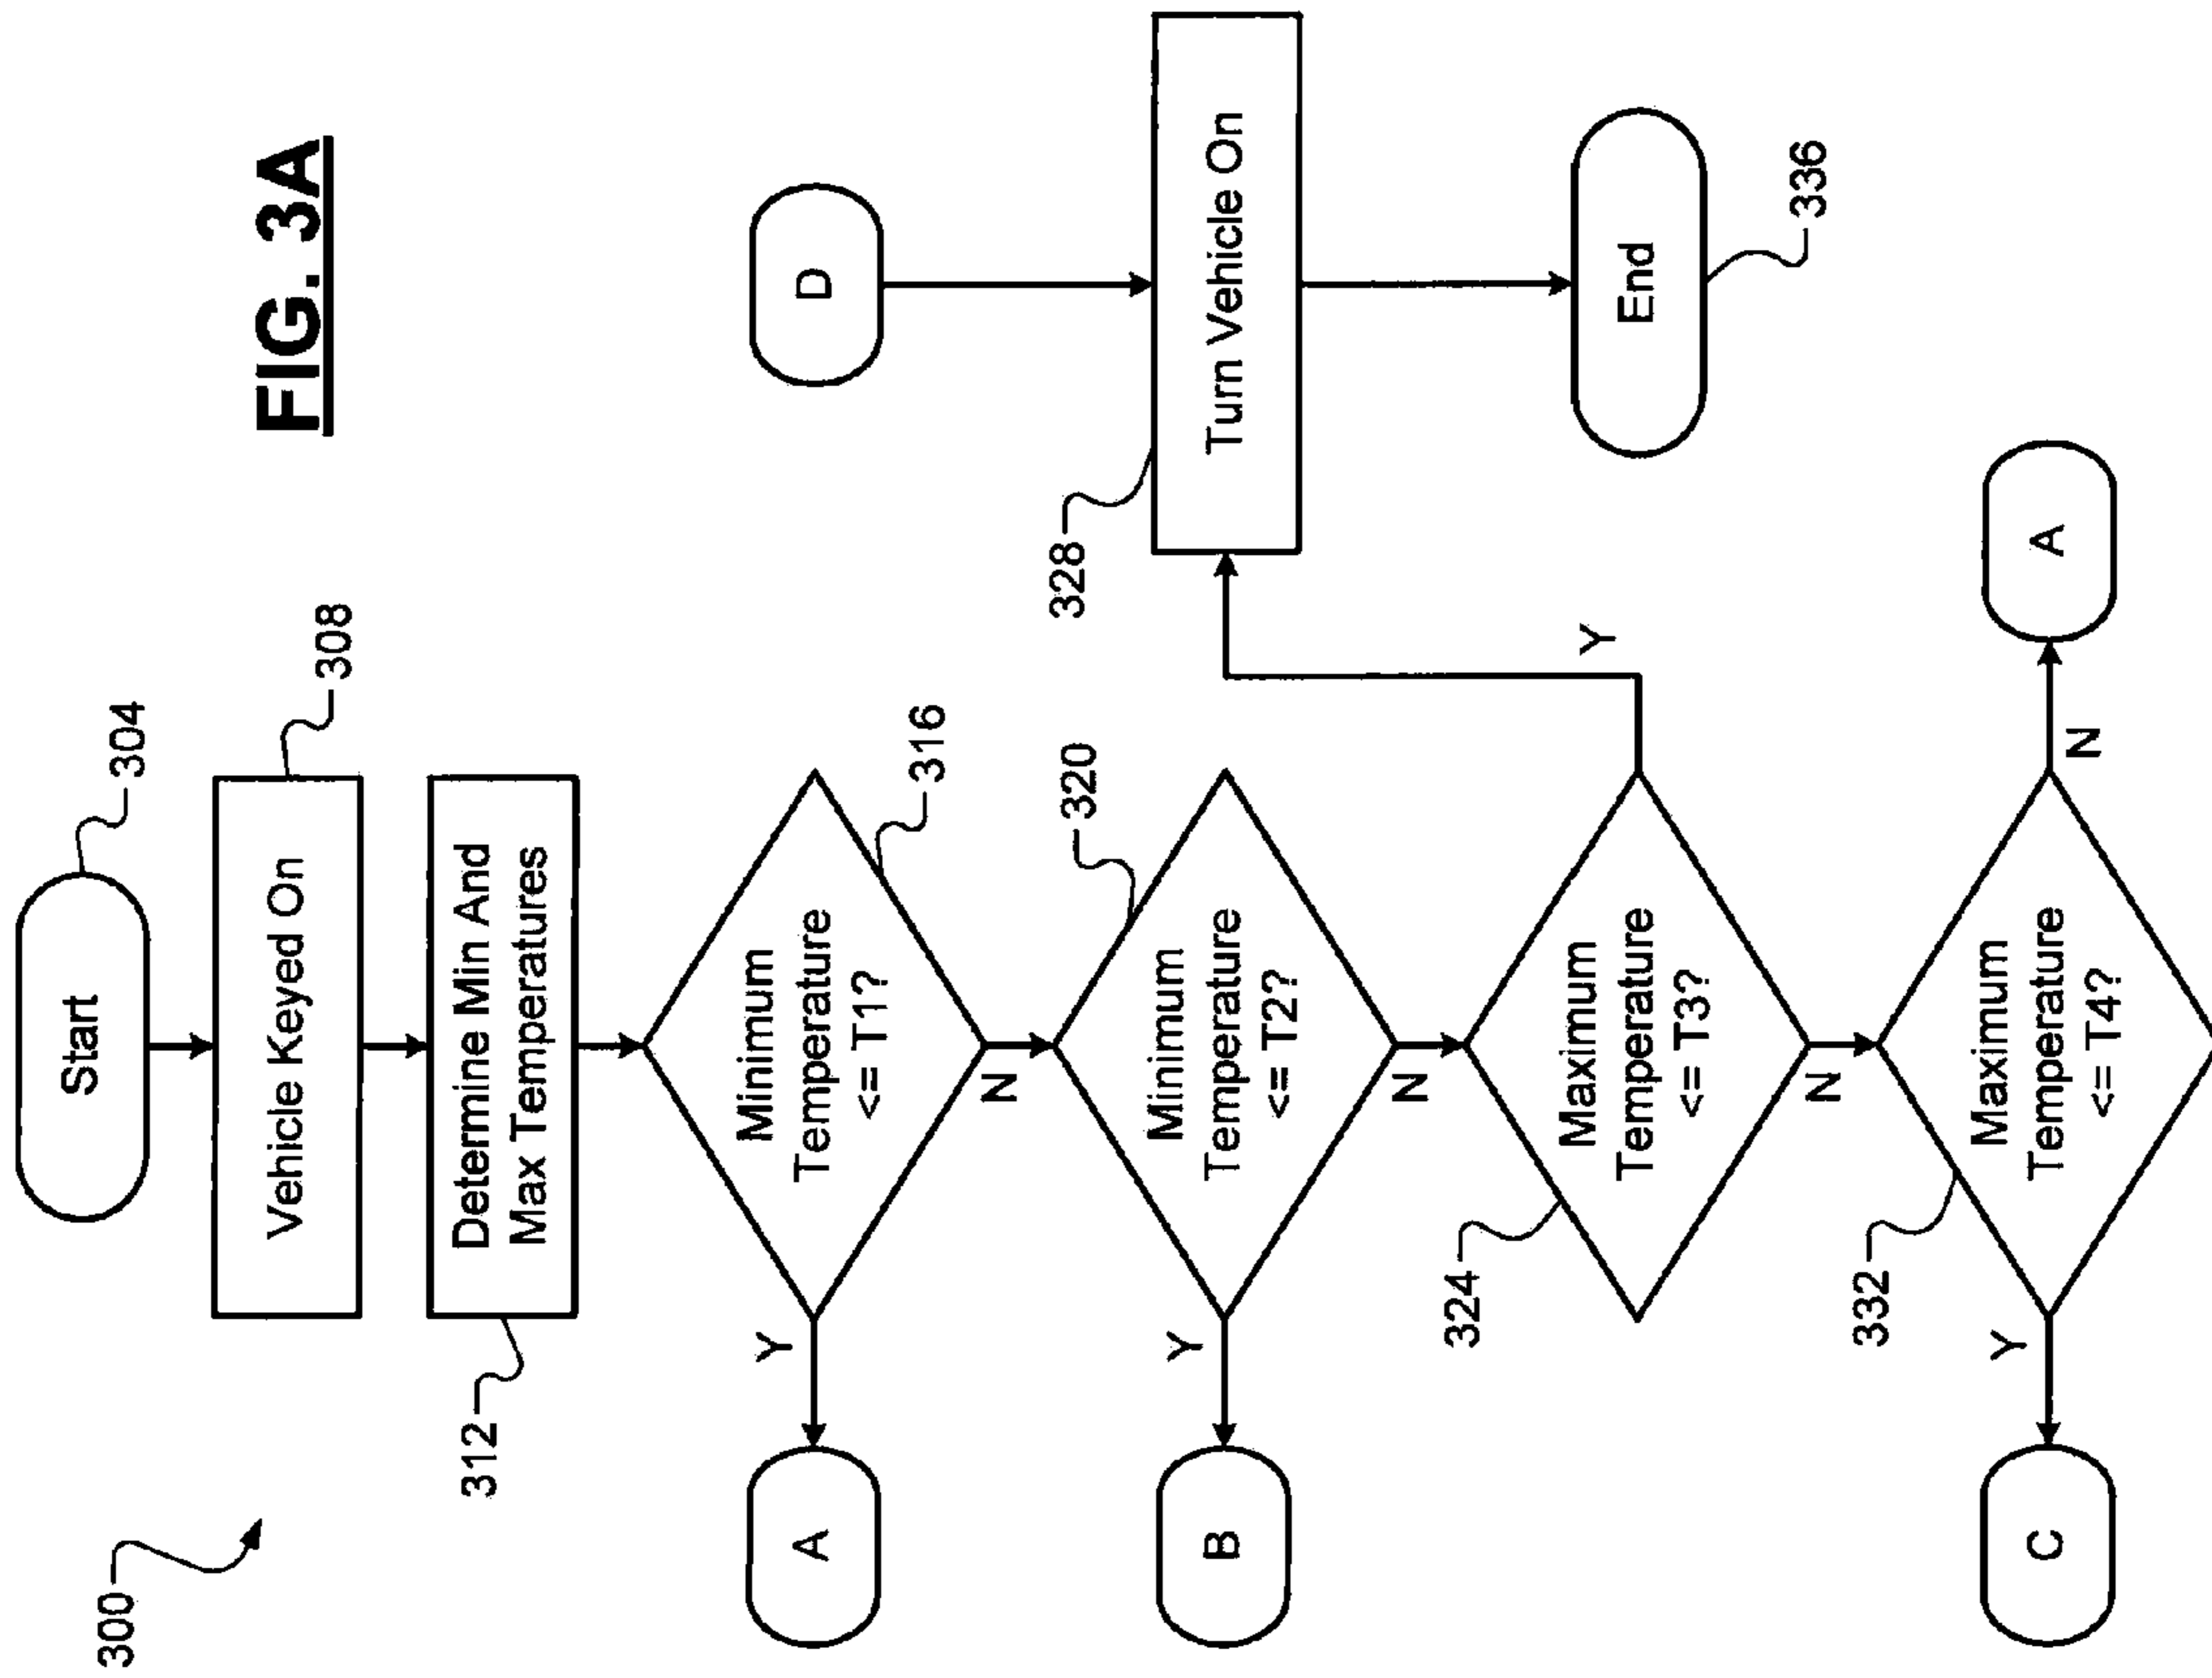 FIG. 3A
300
Start
304
Vehicle Keyed On
308
Determine Min And
Max Temperatures
312
Minimum
Temperature
<= T1?
316
Y
A
N
Minimum
Temperature
<= T2?
320
Y
B
N
Maximum
Temperature
<= T3?
324
Y
N
D
Turn Vehicle On
328
End
336
Maximum
Temperature
<= T4?
332
Y
C
N
A